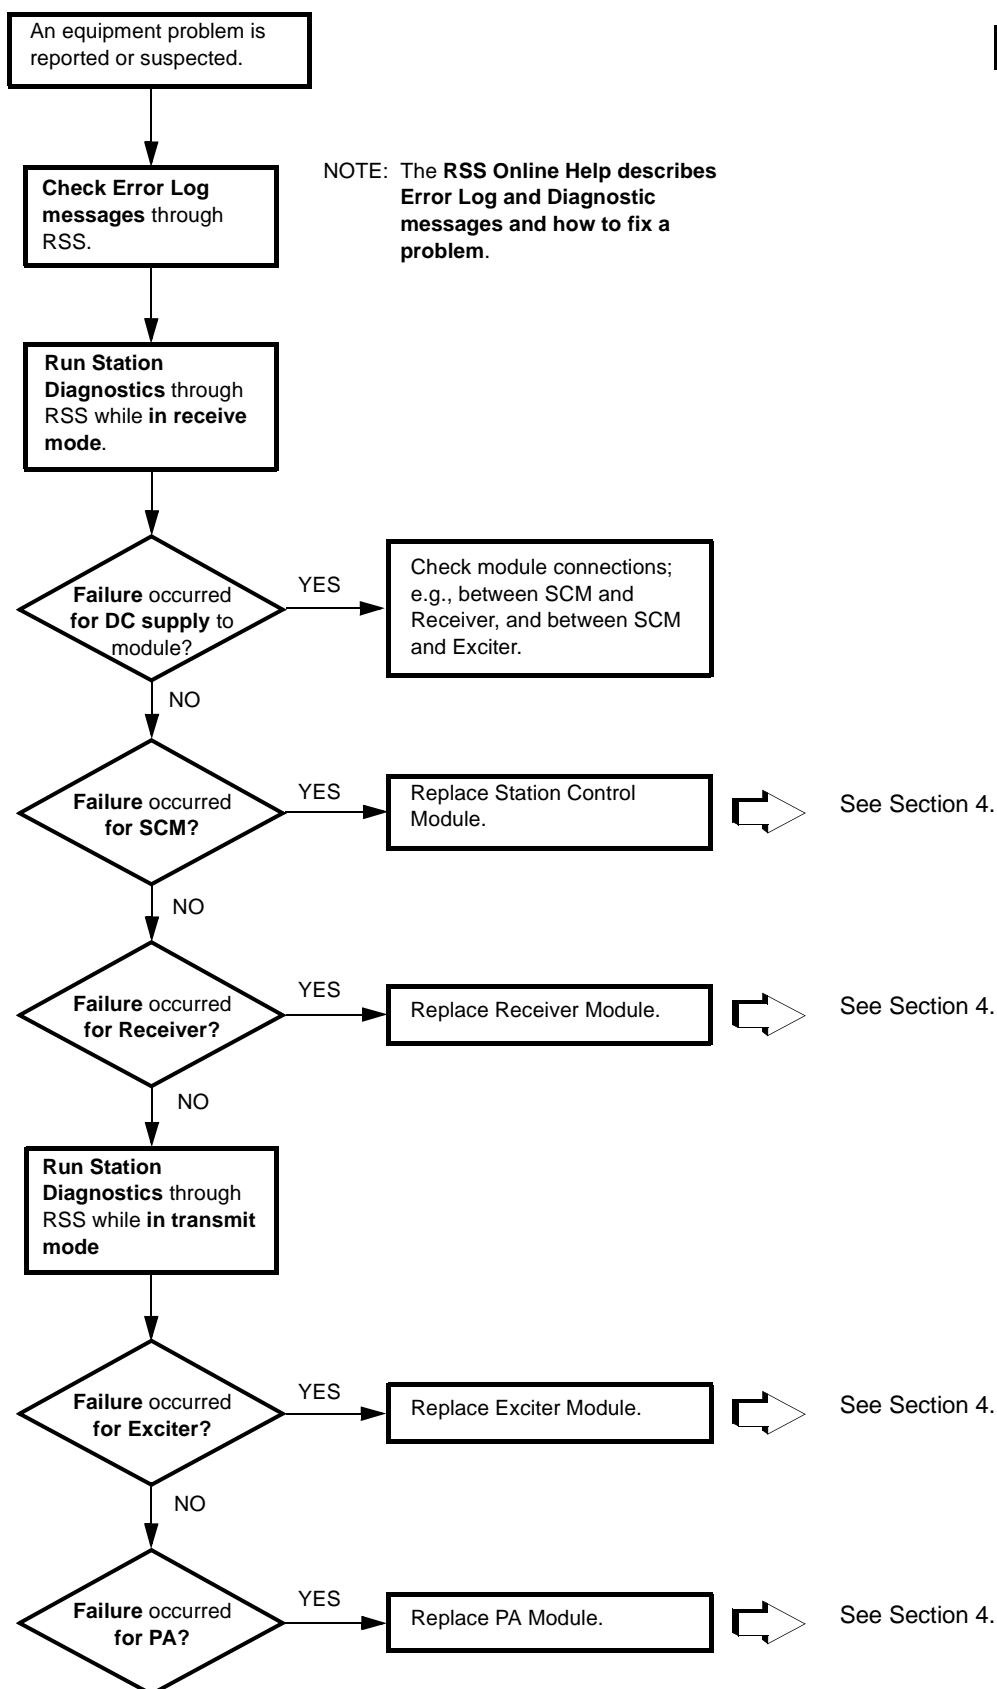 An equipment problem is
reported or suspected.
Check Error Log
messages through
RSS.
NOTE: The RSS Online Help describes
Error Log and Diagnostic
messages and how to fix a
problem.
Run Station
Diagnostics through
RSS while in receive
mode.
Failure occurred
for DC supply to
module?
YES
Check module connections;
e.g., between SCM and
Receiver, and between SCM
and Exciter.
NO
Failure occurred
for SCM?
YES
Replace Station Control
Module.
See Section 4.
NO
Failure occurred
for Receiver?
YES
Replace Receiver Module.
See Section 4.
NO
Run Station
Diagnostics through
RSS while in transmit
mode
Failure occurred
for Exciter?
YES
Replace Exciter Module.
See Section 4.
NO
Failure occurred
for PA?
YES
Replace PA Module.
See Section 4.